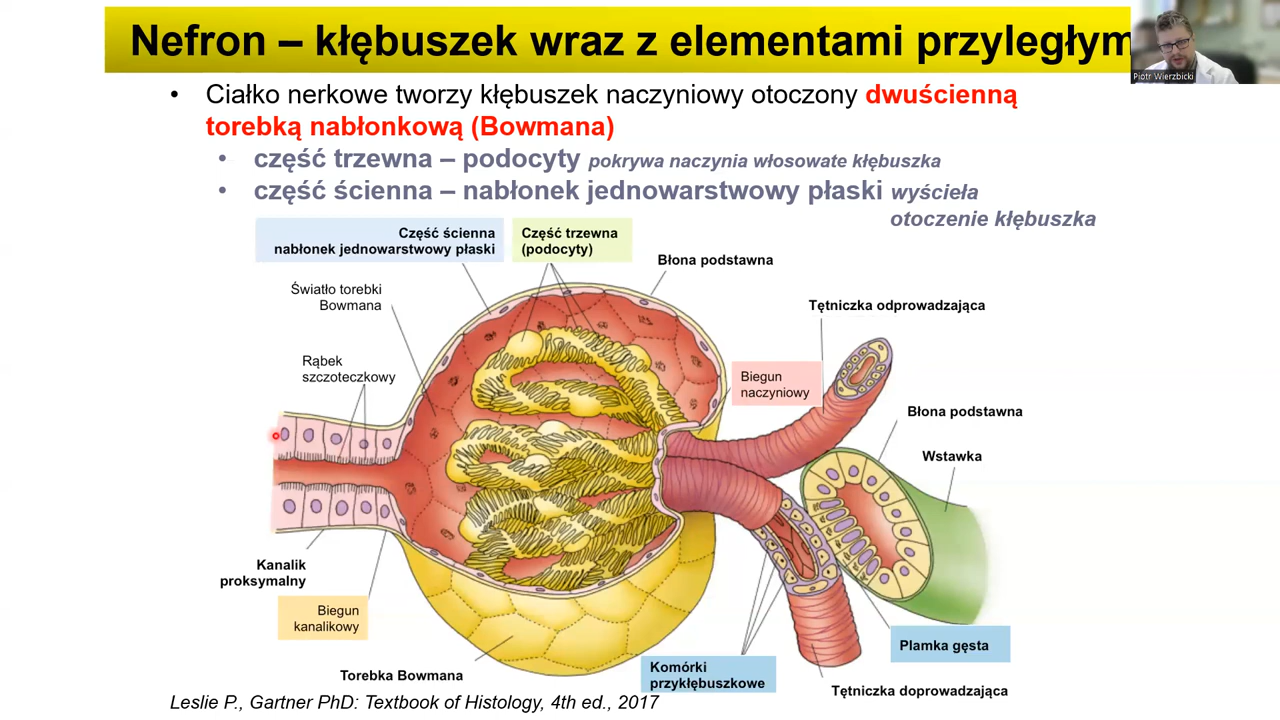 Nefron – kłębuszek wraz z elementami przyległym
Piotr Wierzbicki
• Ciałko nerkowe tworzy kłębuszek naczyniowy otoczony dwuścienną
torebką nabłonkową (Bowmana)
• część trzewna – podocyty pokrywa naczynia włosowate kłębuszka
• część ścienna – nabłonek jednowarstwowy płaski wyścieła
otoczenie kłębuszka
Część ścienna
nabłonek jednowarstwowy płaski
Część trzewna
(podocyty)
Błona podstawna
Światło torebki
Bowmana
Tętniczka odprowadzająca
Rąbek
szczoteczkowy
Biegun
naczyniowy
Błona podstawna
Wstawka
Kanalik
proksymalny
Biegun
kanalikowy
Plamka gęsta
Torebka Bowmana
Komórki
przykłębuszkowe
Tętniczka doprowadzająca
Leslie P., Gartner PhD: Textbook of Histology, 4th ed., 2017